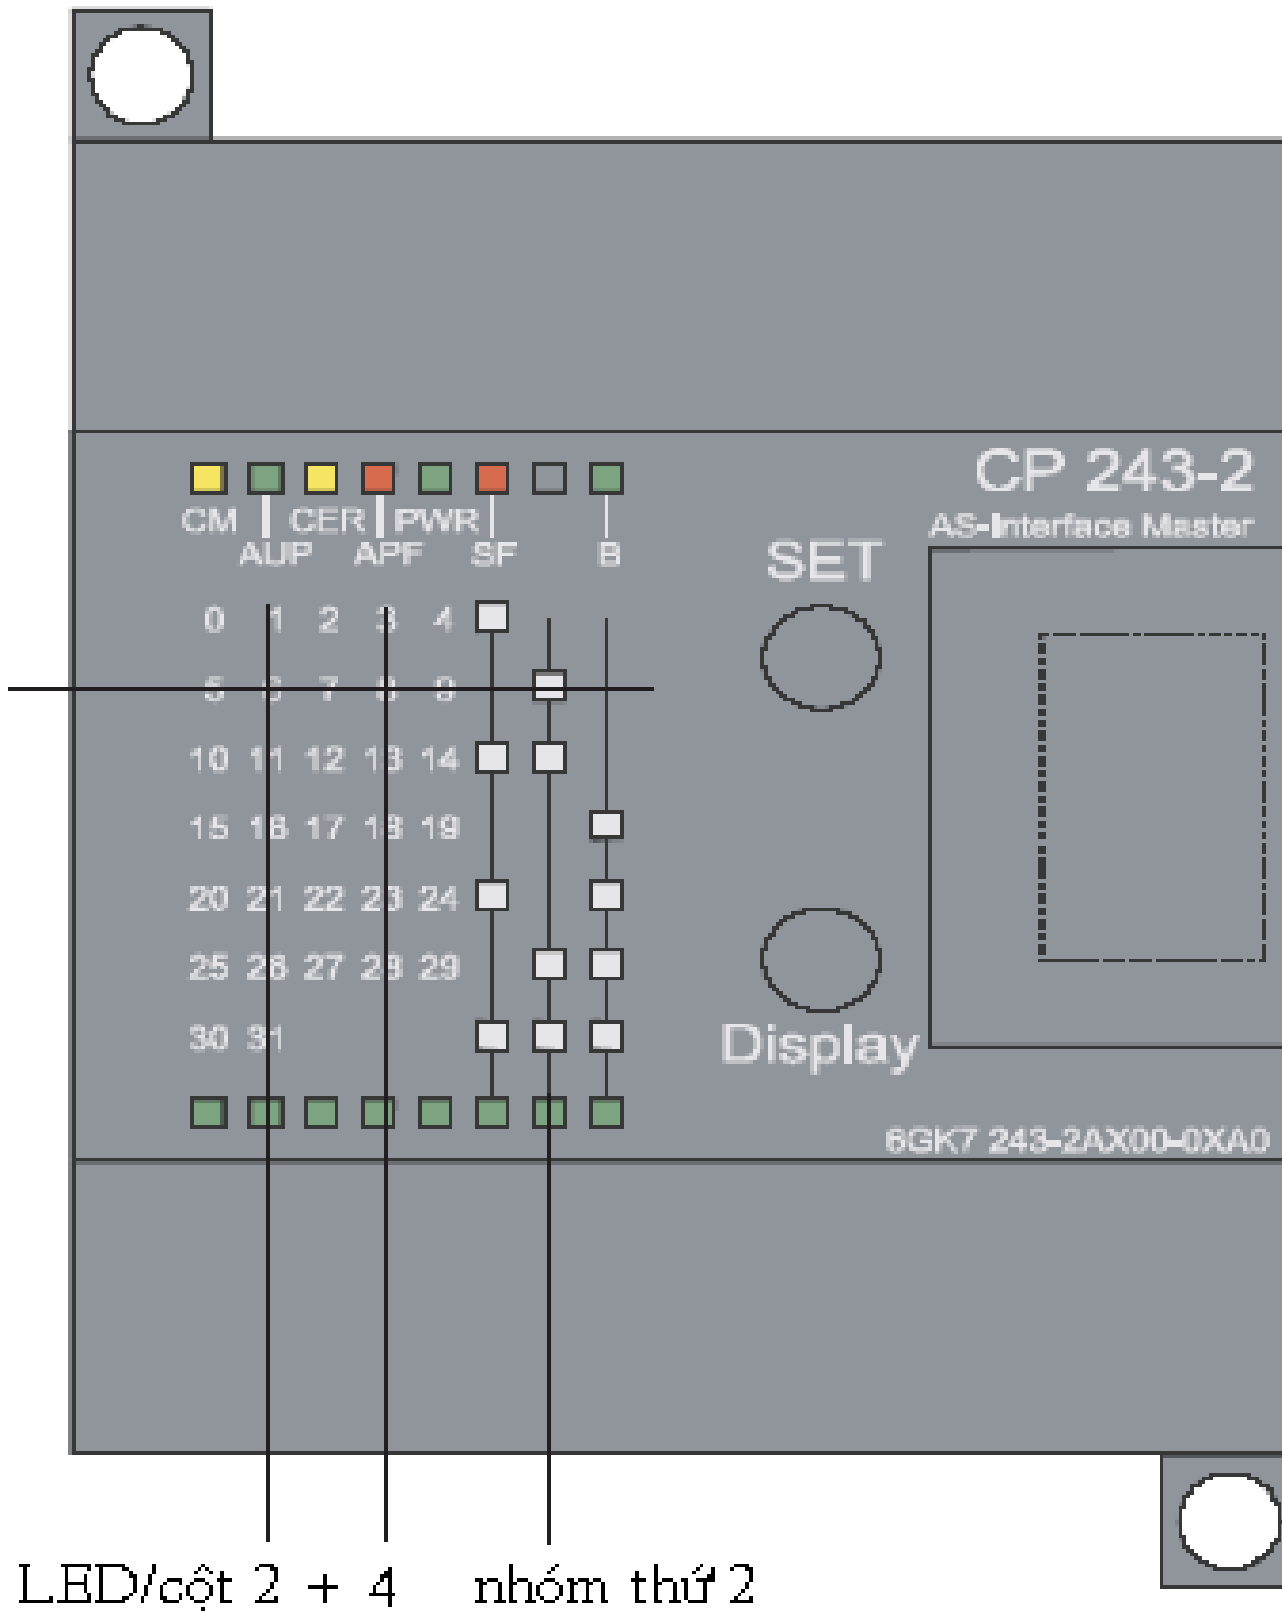 CP 243-2
AS-Interface Master
CM CER PWR
AUP APF SF B
SET
0 1 2 3 4
5 6 7 8 9
10 11 12 13 14
15 16 17 18 19
20 21 22 23 24
25 26 27 28 29
30 31
Display
6GK7 243-2AX00-0XA0
LED/cột 2 + 4 nhóm thứ 2